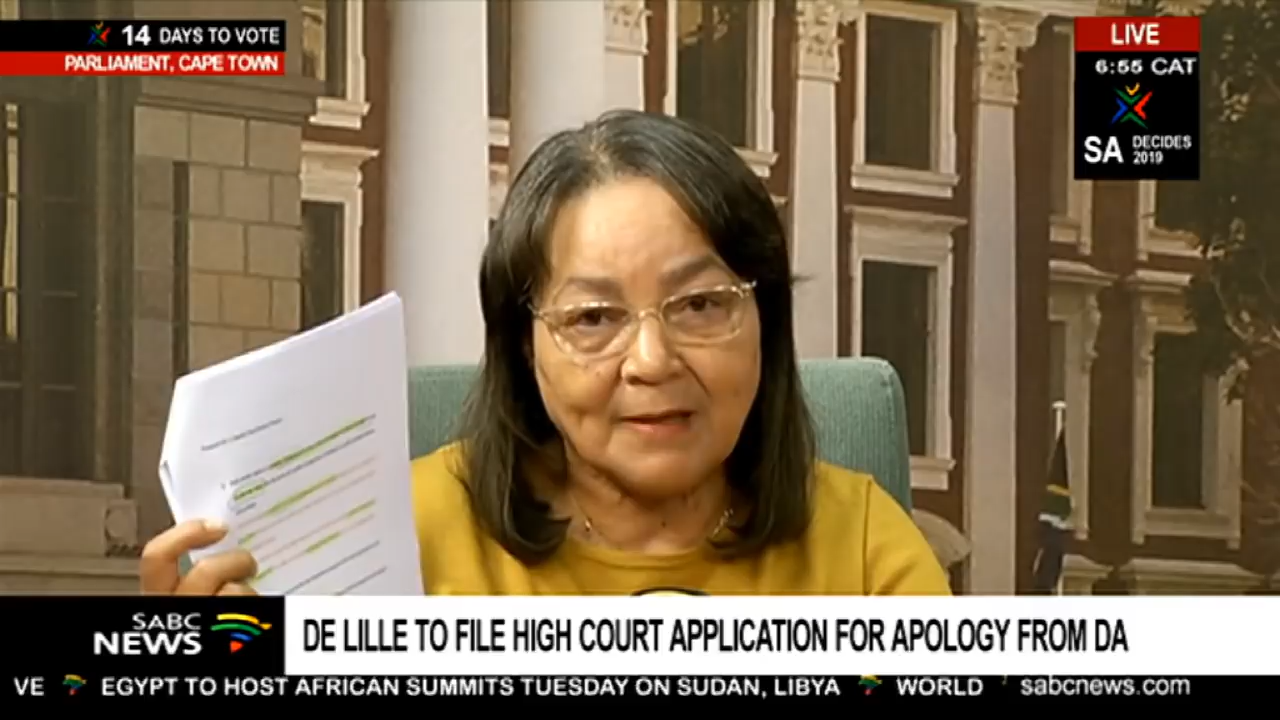 14 DAYS TO VOTE
PARLIAMENT, CAPE TOWN
LIVE
6:55 CAT
SA DECIDES 2019
SABC NEWS
DE LILLE TO FILE HIGH COURT APPLICATION FOR APOLOGY FROM DA
VE EGYPT TO HOST AFRICAN SUMMITS TUESDAY ON SUDAN, LIBYA WORLD sabcnews.com